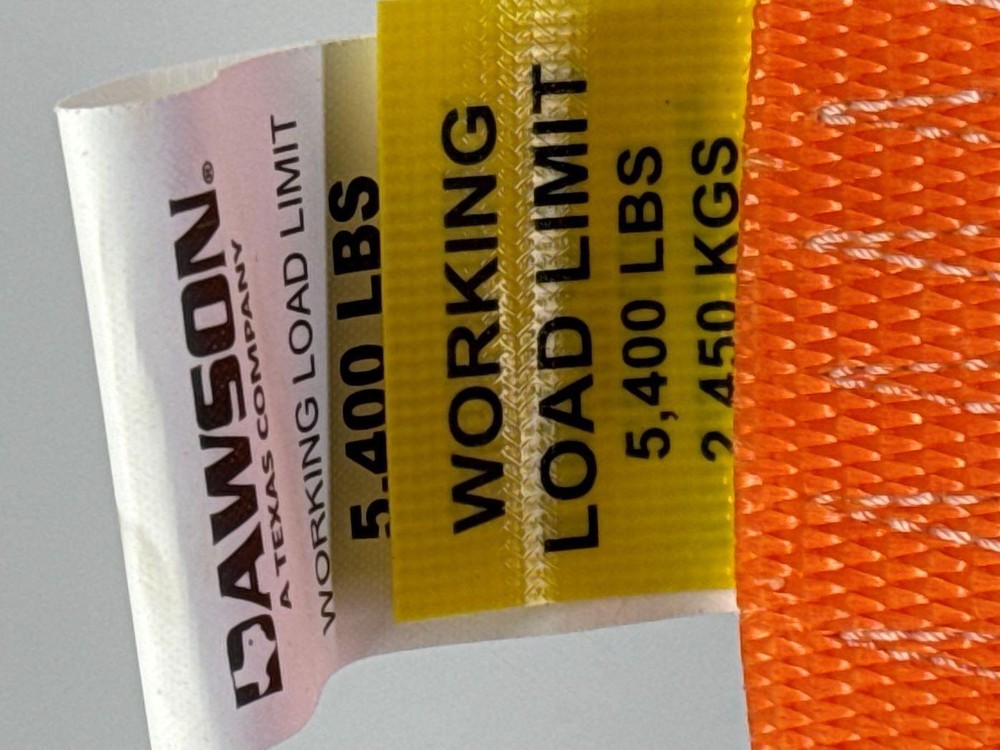 DAWSON®
A TEXAS COMPANY
WORKING LOAD LIMIT
5,400 LBS
WORKING
LOAD LIMIT
5,400 LBS
2,450 KGS